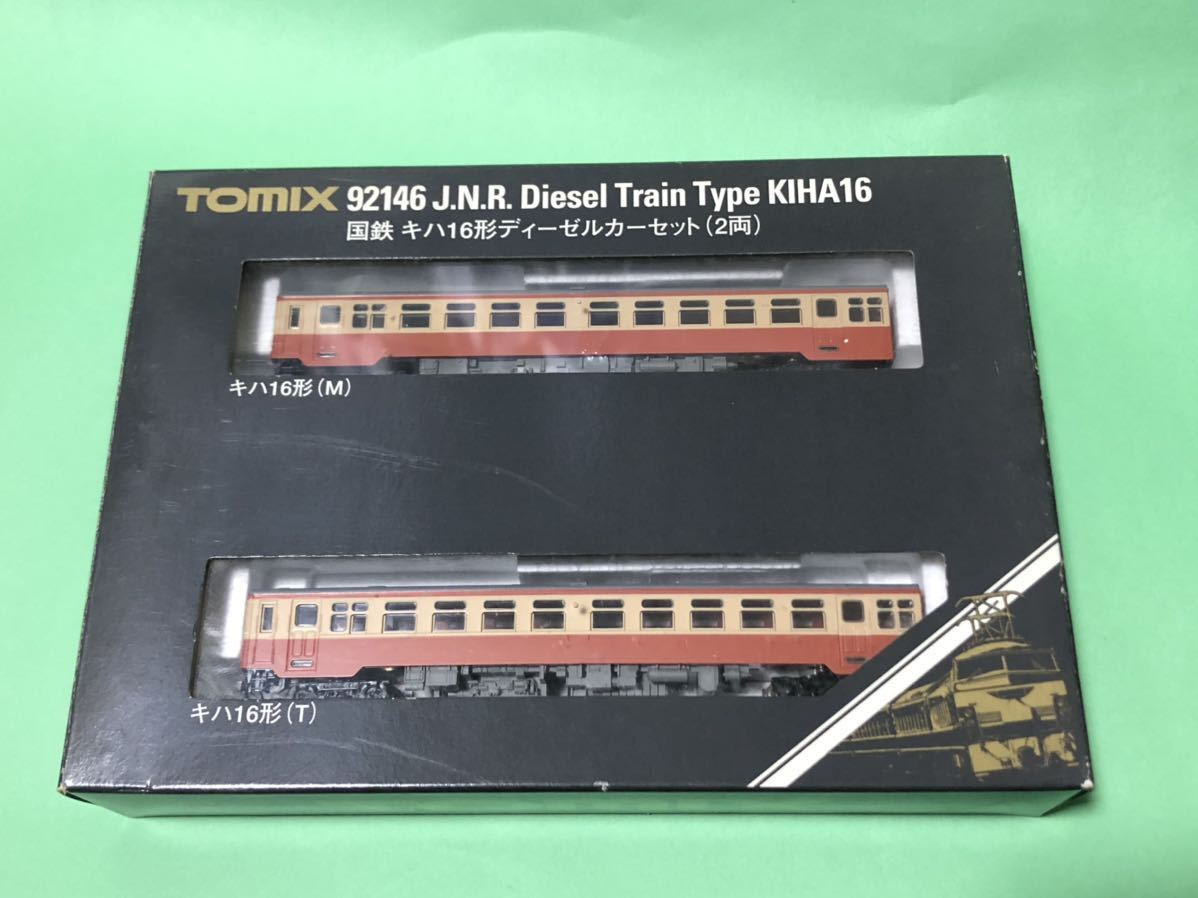 TOMIX 92146 J.N.R. Diesel Train Type KIHA16
国鉄 キハ16形ディーゼルカーセット(2両)
キハ16形(M)
キハ16形(T)